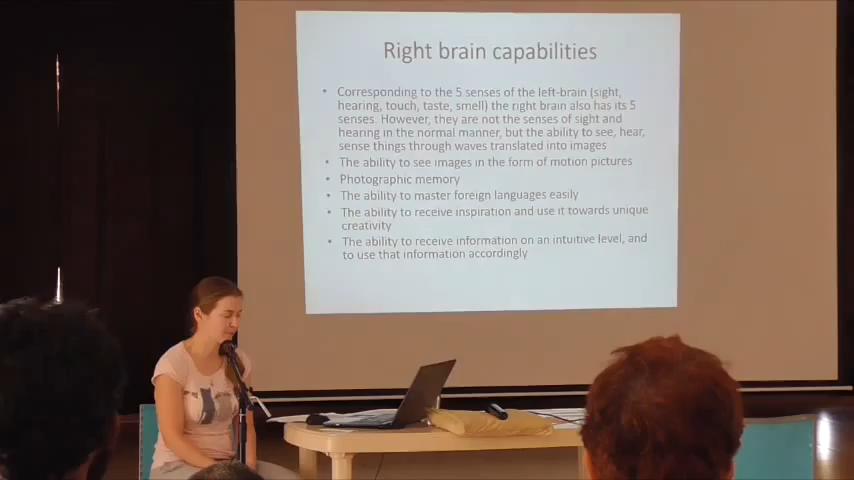 Right brain capabilities
• Corresponding to the 5 senses of the left-brain (sight,
hearing, touch, taste, smell) the right brain also has its 5
senses. However, they are not the senses of sight and
hearing in the normal manner, but the ability to see, hear,
sense things through waves translated into images
• The ability to see images in the form of motion pictures
• Photographic memory
• The ability to master foreign languages easily
• The ability to receive inspiration and use it towards unique
creativity
• The ability to receive information on an intuitive level, and
to use that information accordingly